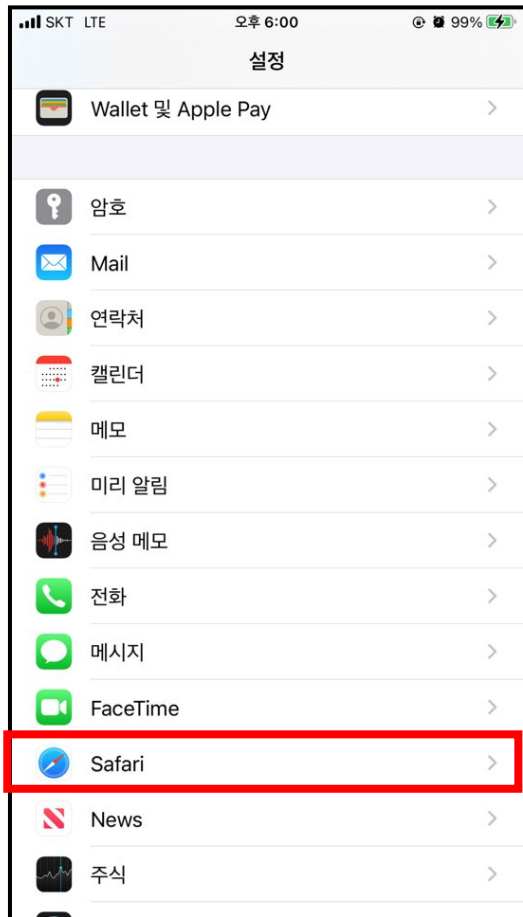 SKT LTE 오후 6:00 99%
설정
Wallet 및 Apple Pay
암호
Mail
연락처
캘린더
메모
미리 알림
음성 메모
전화
메시지
FaceTime
Safari
News
주식